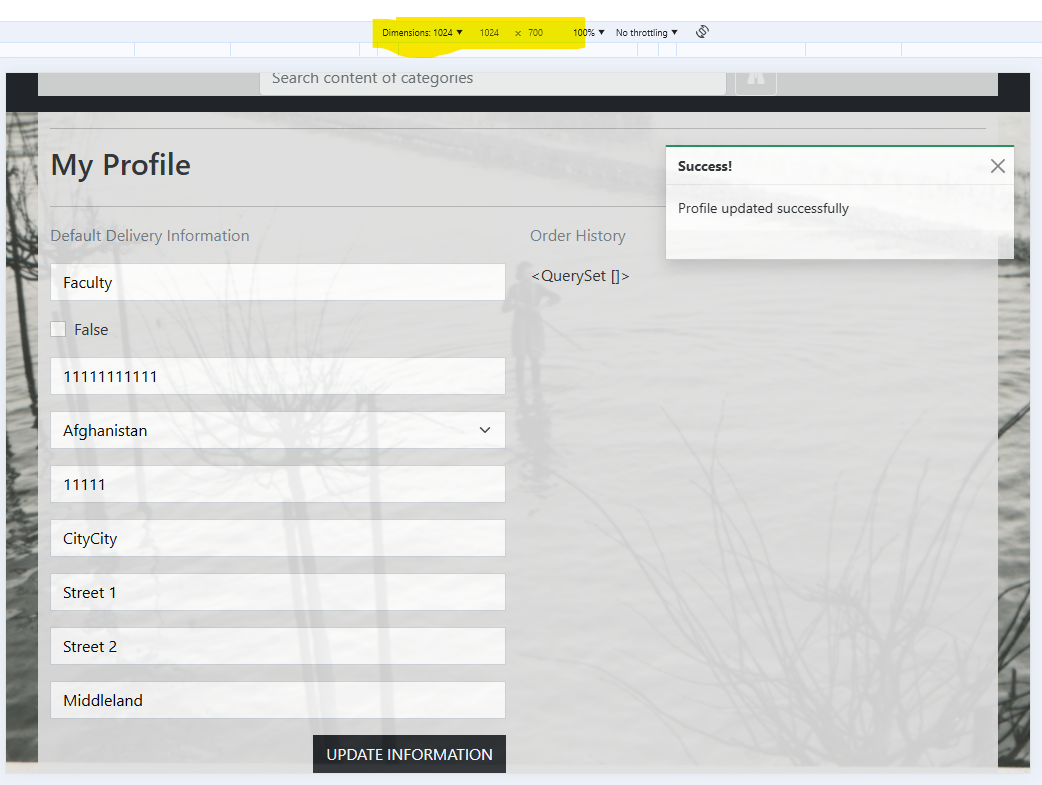 Dimensions: 1024 1024 × 700 100% No throttling
Search content of categories
My Profile
Success!
Profile updated successfully
Default Delivery Information
Order History
Faculty
<QuerySet []>
False
11111111111
Afghanistan
11111
CityCity
Street 1
Street 2
Middleland
UPDATE INFORMATION